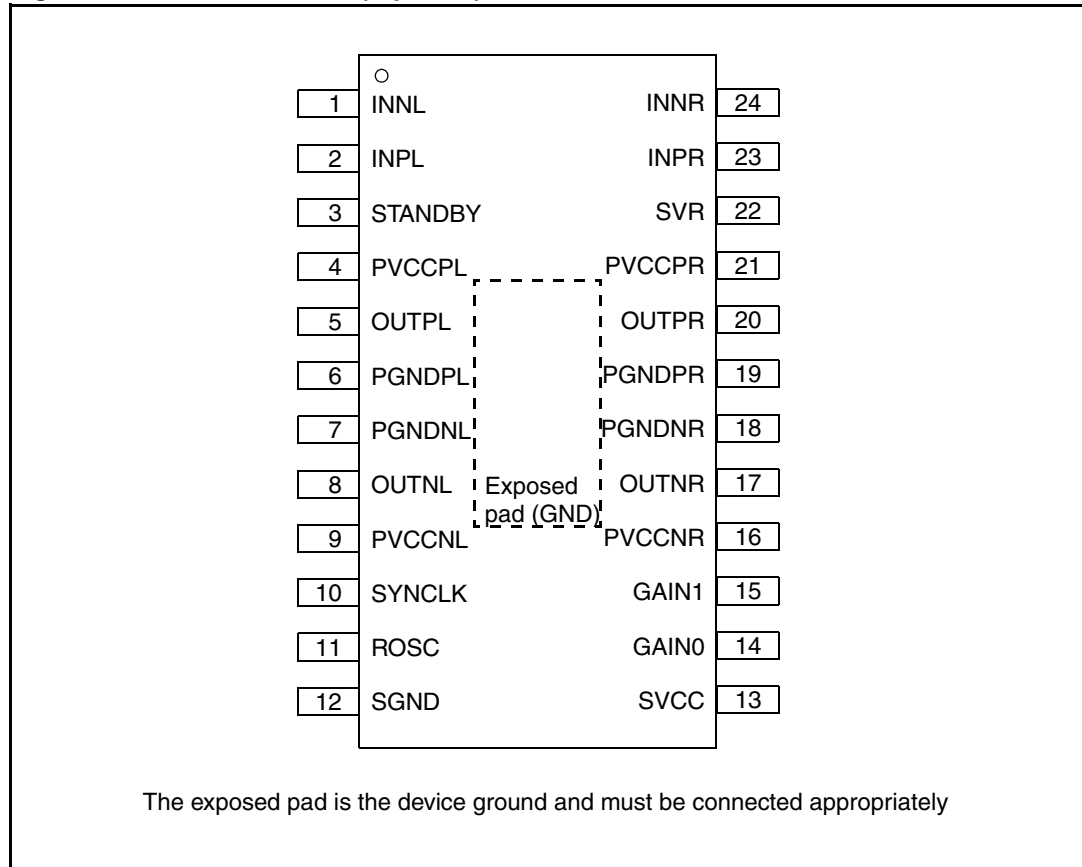 1 INNL INNR 24
2 INPL INPR 23
3 STANDBY SVR 22
4 PVCCPL PVCCPR 21
5 OUTPL OUTPR 20
6 PGNDPL PGNDPR 19
7 PGNDNL PGNDNR 18
8 OUTNL Exposed OUTNR 17
pad (GND)
9 PVCCNL PVCCNR 16
10 SYNCLK GAIN1 15
11 ROSC GAIN0 14
12 SGND SVCC 13
The exposed pad is the device ground and must be connected appropriately